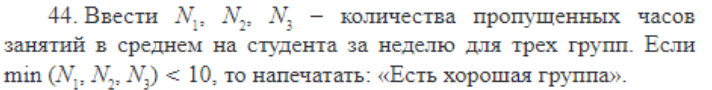 44. Ввести N₁, N₂, N₃ – количества пропущенных часов
занятий в среднем на студента за неделю для трех групп. Если
min (N₁, N₂, N₃) < 10, то напечатать: «Есть хорошая группа».